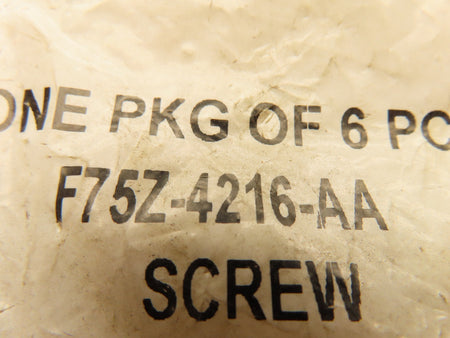 ONE PKG OF 6 PC
F75Z-4216-AA
SCREW